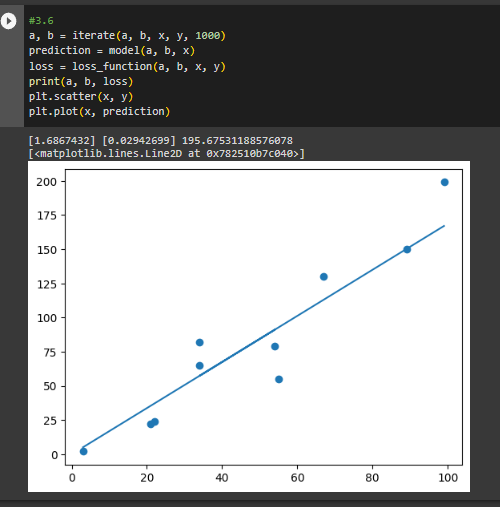 #3.6
a, b = iterate(a, b, x, y, 1000)
prediction = model(a, b, x)
loss = loss_function(a, b, x, y)
print(a, b, loss)
plt.scatter(x, y)
plt.plot(x, prediction)
[1.6867432] [0.02942699] 195.67531188576078
[<matplotlib.lines.Line2D at 0x782510b7c040>]
200
175
150
125
100
75
50
25
0
0 20 40 60 80 100